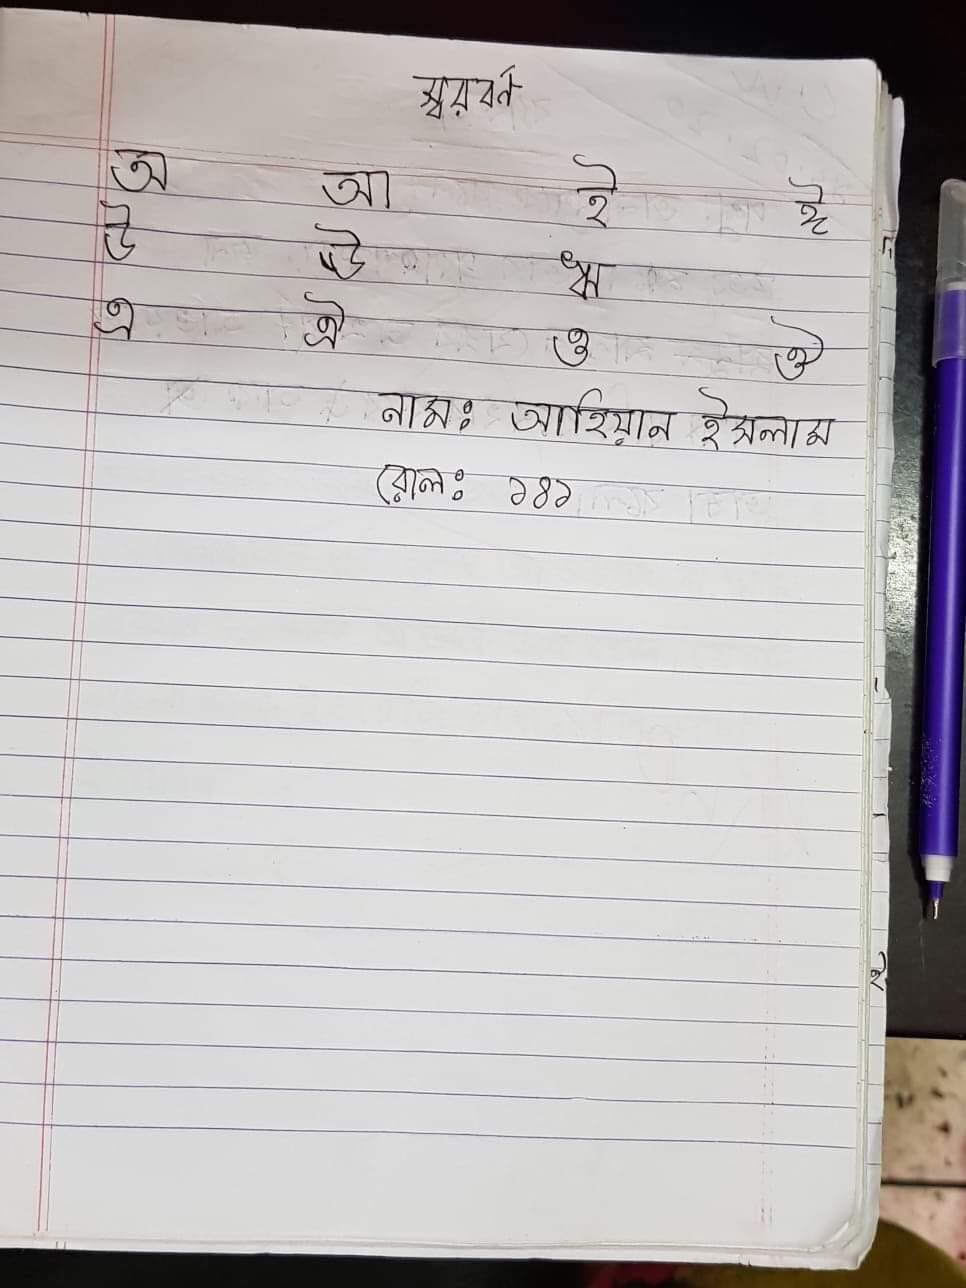 স্বরবর্ণ
অ আ ই ঈ
উ ঊ ঋ
এ ঐ ও ঔ
নামঃ আহিয়ান ইসলাম
রোলঃ ১৪১